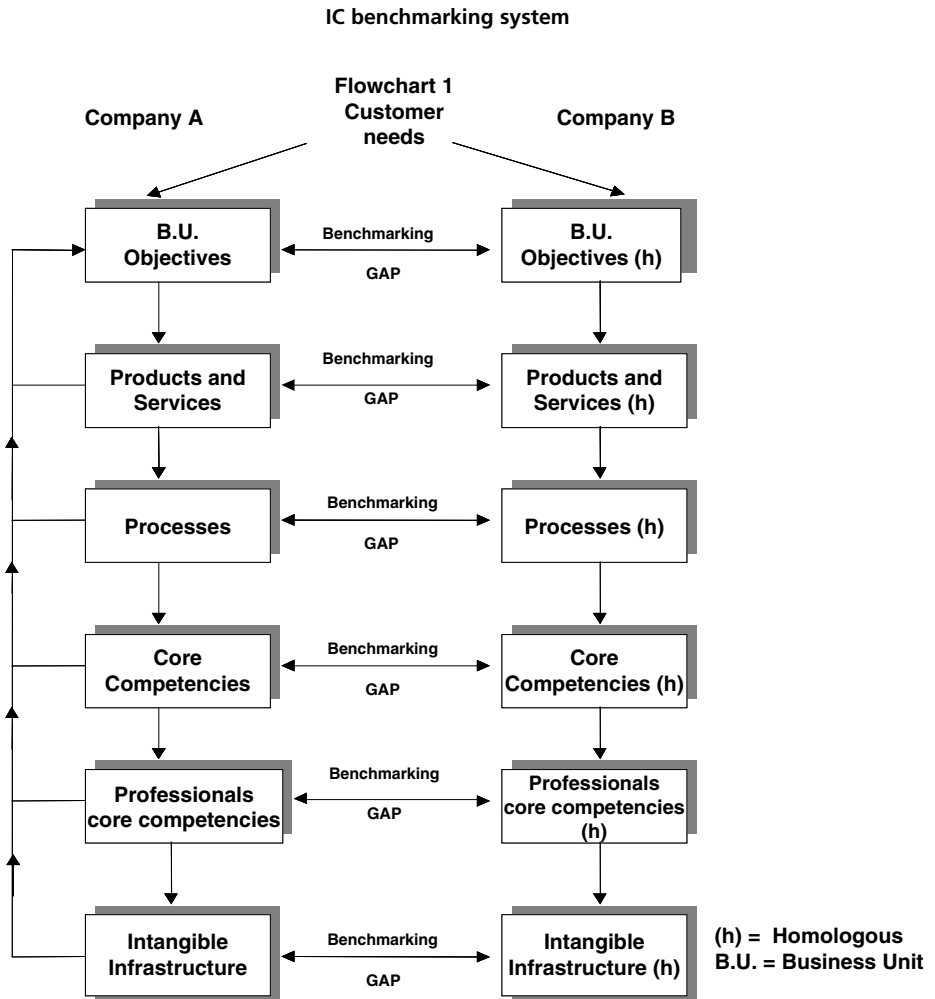 IC benchmarking system
Flowchart 1
Customer
needs
Company A
Company B
B.U.
Objectives
Benchmarking
GAP
B.U.
Objectives (h)
Products and
Services
Benchmarking
GAP
Products and
Services (h)
Processes
Benchmarking
GAP
Processes (h)
Core
Competencies
Benchmarking
GAP
Core
Competencies (h)
Professionals
core competencies
Benchmarking
GAP
Professionals
core competencies
(h)
Intangible
Infrastructure
Benchmarking
GAP
Intangible
Infrastructure (h)
(h) = Homologous
B.U. = Business Unit